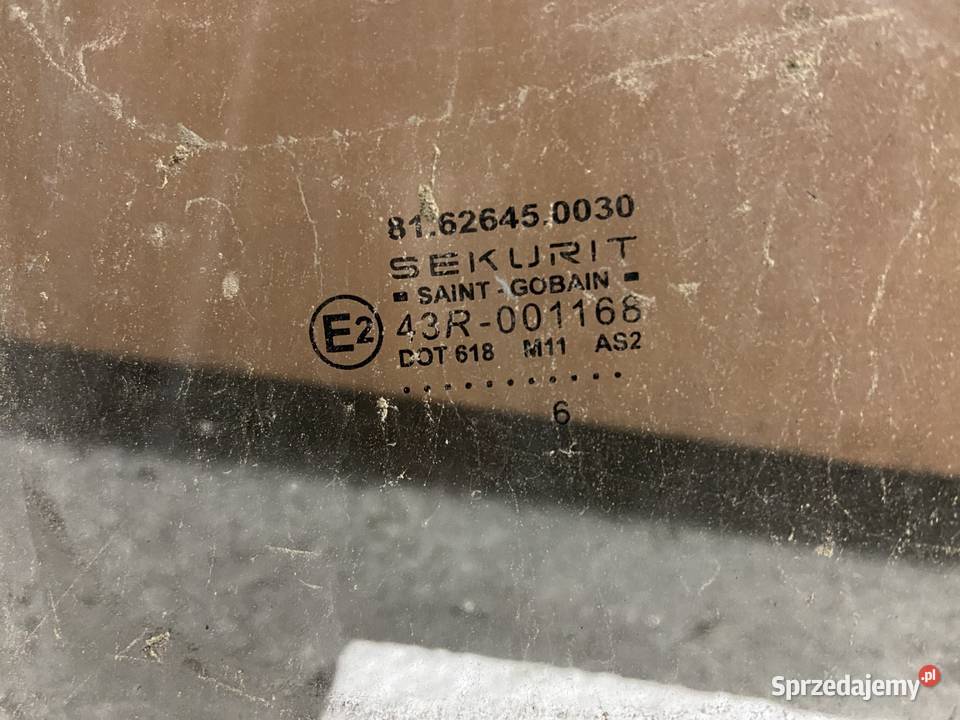 81.62645.0030
SEKURIT
SAINT-GOBAIN
E2
43R-001168
DOT 618 M11 AS2
...........
6
Sprzedajemy.pl